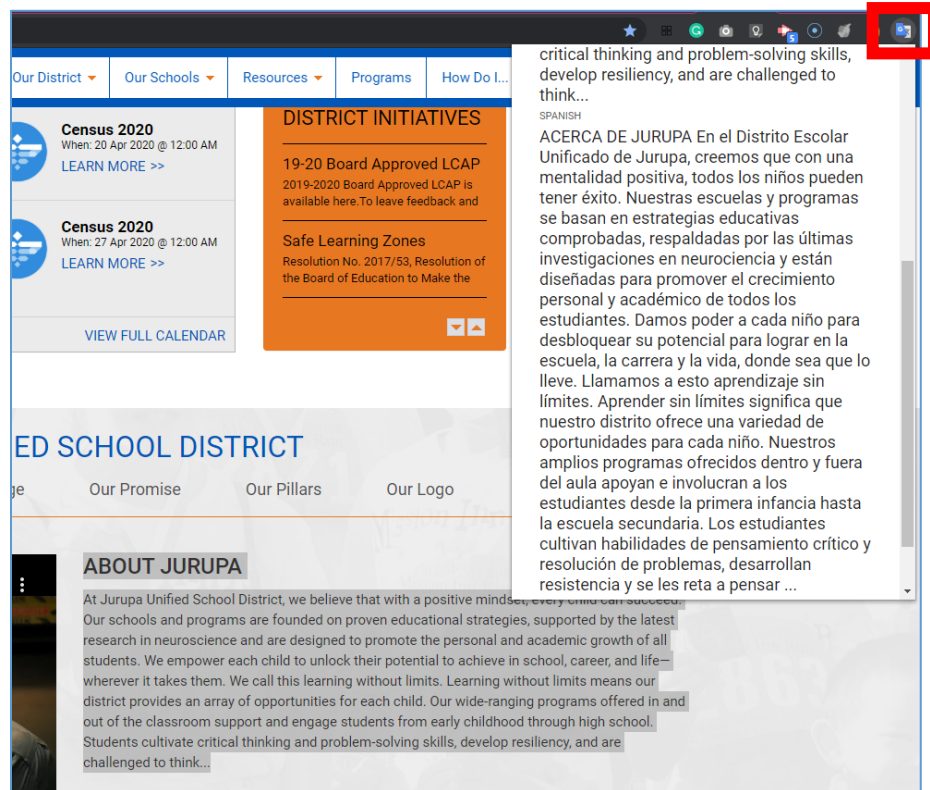 Our District
Our Schools
Resources
Programs
How Do I...
Census 2020
When: 20 Apr 2020 @ 12:00 AM
LEARN MORE >>
Census 2020
When: 27 Apr 2020 @ 12:00 AM
LEARN MORE >>
VIEW FULL CALENDAR
DISTRICT INITIATIVES
19-20 Board Approved LCAP
2019-2020 Board Approved LCAP is
available here.To leave feedback and
Safe Learning Zones
Resolution No. 2017/53, Resolution of
the Board of Education to Make the
5
critical thinking and problem-solving skills,
develop resiliency, and are challenged to
think...
SPANISH
ACERCA DE JURUPA En el Distrito Escolar
Unificado de Jurupa, creemos que con una
mentalidad positiva, todos los niños pueden
tener éxito. Nuestras escuelas y programas
se basan en estrategias educativas
comprobadas, respaldadas por las últimas
investigaciones en neurociencia y están
diseñadas para promover el crecimiento
personal y académico de todos los
estudiantes. Damos poder a cada niño para
desbloquear su potencial para lograr en la
escuela, la carrera y la vida, donde sea que lo
lleve. Llamamos a esto aprendizaje sin
límites. Aprender sin límites significa que
nuestro distrito ofrece una variedad de
oportunidades para cada niño. Nuestros
amplios programas ofrecidos dentro y fuera
del aula apoyan e involucran a los
estudiantes desde la primera infancia hasta
la escuela secundaria. Los estudiantes
cultivan habilidades de pensamiento crítico y
resolución de problemas, desarrollan
resistencia y se les reta a pensar ...
ED SCHOOL DISTRICT
ge
Our Promise
Our Pillars
Our Logo
ABOUT JURUPA
At Jurupa Unified School District, we believe that with a positive mindset, every child can succeed.
Our schools and programs are founded on proven educational strategies, supported by the latest
research in neuroscience and are designed to promote the personal and academic growth of all
students. We empower each child to unlock their potential to achieve in school, career, and life—
wherever it takes them. We call this learning without limits. Learning without limits means our
district provides an array of opportunities for each child. Our wide-ranging programs offered in and
out of the classroom support and engage students from early childhood through high school.
Students cultivate critical thinking and problem-solving skills, develop resiliency, and are
challenged to think...